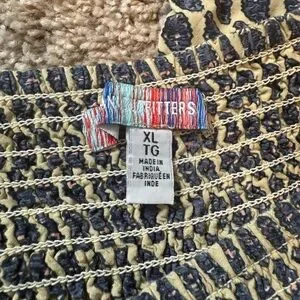 FITTERS
XL
TG
MADE IN
INDIA
FABRIQUÉ EN
INDE